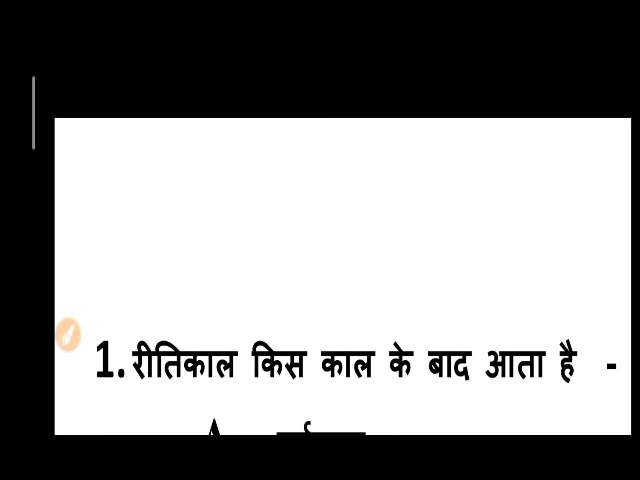 1. रीतिकाल किस काल के बाद आता है -